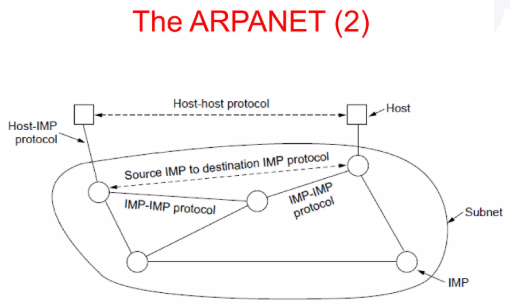 The ARPANET (2)
Host-host protocol
Host
Host-IMP
protocol
Source IMP to destination IMP protocol
IMP-IMP protocol
IMP-IMP
protocol
Subnet
IMP